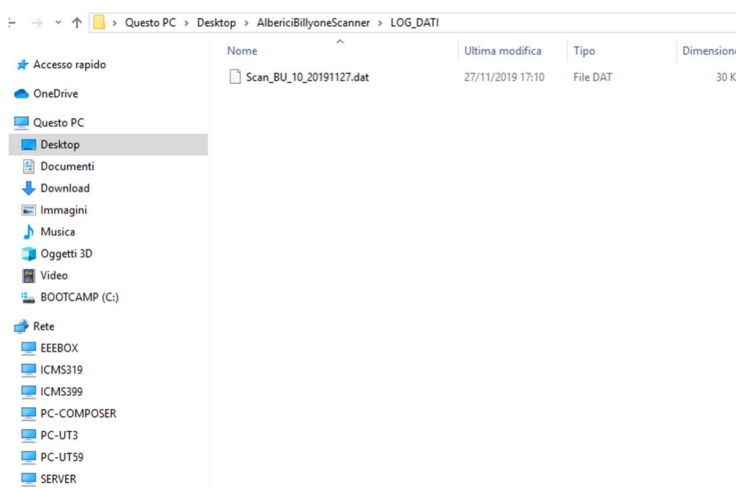 Questo PC > Desktop > AlbericiBillyoneScanner > LOG_DATI
Nome Ultima modifica Tipo Dimensione
Scan_BU_10_20191127.dat 27/11/2019 17:10 File DAT 30 K
Accesso rapido
OneDrive
Questo PC
Desktop
Documenti
Download
Immagini
Musica
Oggetti 3D
Video
BOOTCAMP (C:)
Rete
EEEBOX
ICMS319
ICMS399
PC-COMPOSER
PC-UT3
PC-UT59
SERVER